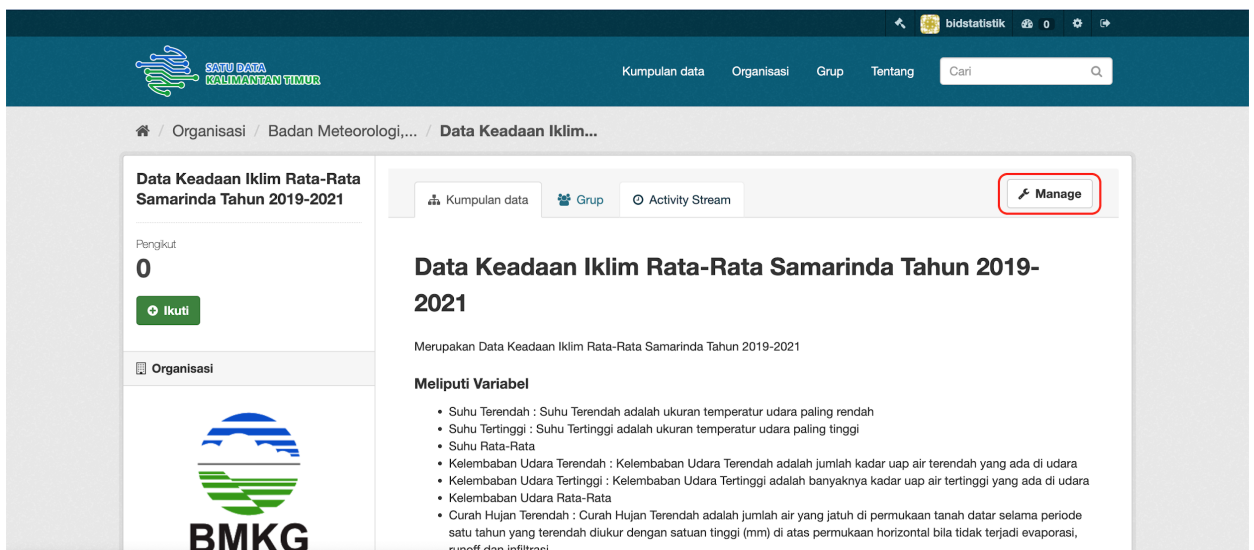 bidstatistik 0
SATU DATA
KALIMANTAN TIMUR
Kumpulan data Organisasi Grup Tentang Cari
/ Organisasi / Badan Meteorologi,... / Data Keadaan Iklim...
Data Keadaan Iklim Rata-Rata
Samarinda Tahun 2019-2021
Pengikut
0
Ikuti
Organisasi
BMKG
Kumpulan data Grup Activity Stream Manage
Data Keadaan Iklim Rata-Rata Samarinda Tahun 2019-
2021
Merupakan Data Keadaan Iklim Rata-Rata Samarinda Tahun 2019-2021
Meliputi Variabel
• Suhu Terendah : Suhu Terendah adalah ukuran temperatur udara paling rendah
• Suhu Tertinggi : Suhu Tertinggi adalah ukuran temperatur udara paling tinggi
• Suhu Rata-Rata
• Kelembaban Udara Terendah : Kelembaban Udara Terendah adalah jumlah kadar uap air terendah yang ada di udara
• Kelembaban Udara Tertinggi : Kelembaban Udara Tertinggi adalah banyaknya kadar uap air tertinggi yang ada di udara
• Kelembaban Udara Rata-Rata
• Curah Hujan Terendah : Curah Hujan Terendah adalah jumlah air yang jatuh di permukaan tanah datar selama periode
satu tahun yang terendah diukur dengan satuan tinggi (mm) di atas permukaan horizontal bila tidak terjadi evaporasi,
runoff dan infiltrasi